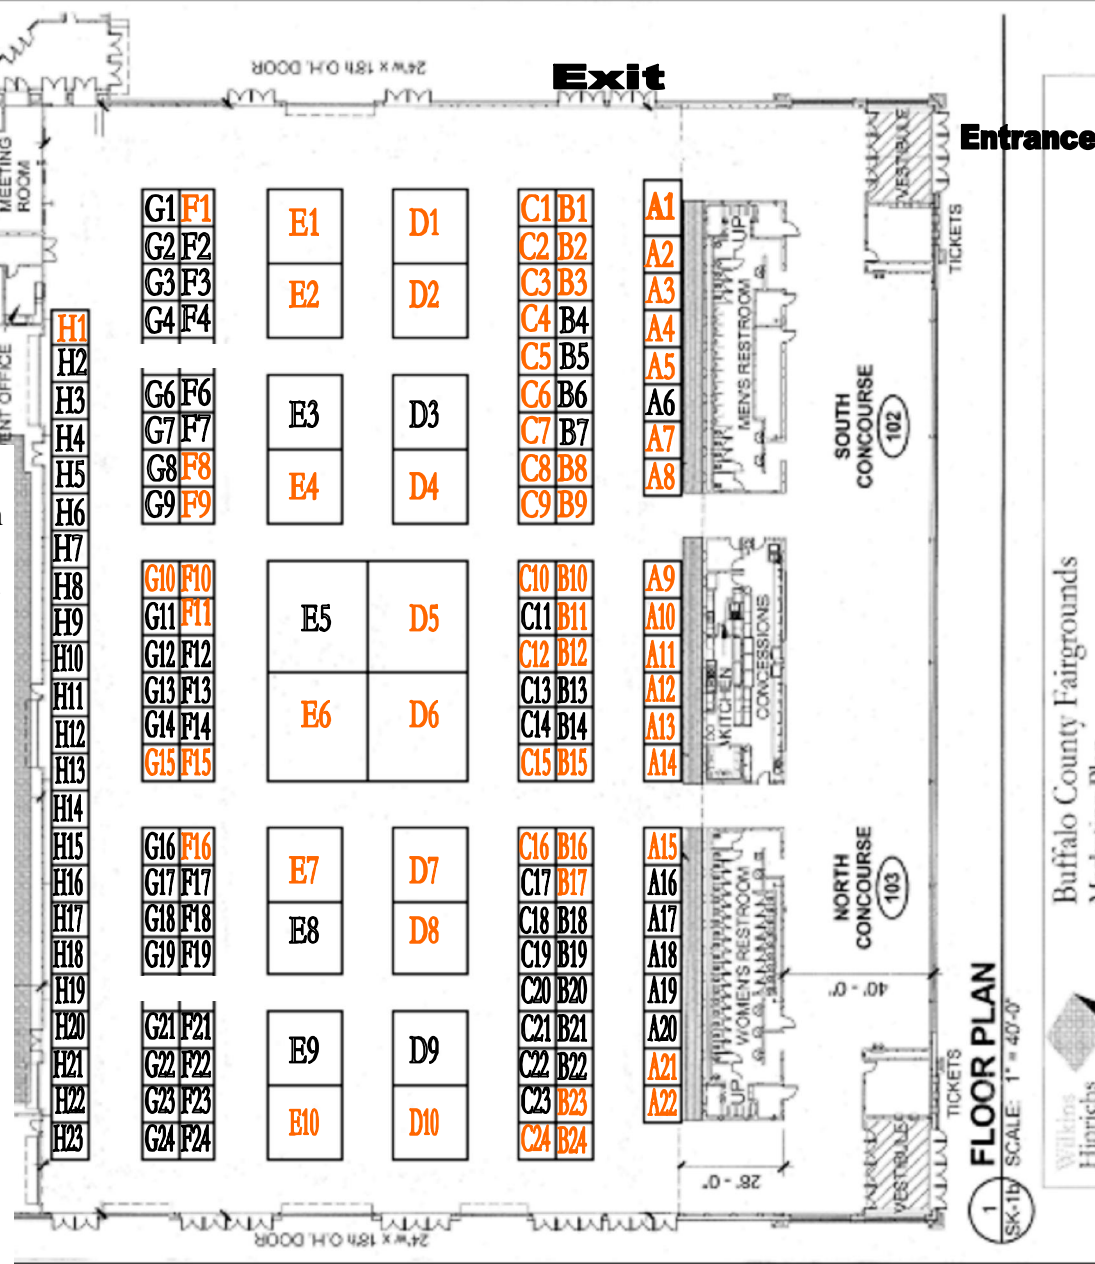 24'w x 18'h O.H. DOOR
Exit
Entrance
MEETING
ROOM
VESTIBULE
TICKETS
G1 F1 E1 D1 C1 B1 A1
G2 F2 C2 B2 A2
G3 F3 E2 D2 C3 B3 A3
G4 F4 C4 B4 A4
C5 B5 A5
G6 F6 E3 D3 C6 B6 A6
G7 F7 C7 B7 A7
G8 F8 E4 D4 C8 B8 A8
G9 F9 C9 B9
G10 F10 C10 B10 A9
G11 F11 E5 D5 C11 B11 A10
G12 F12 C12 B12 A11
G13 F13 C13 B13 A12
G14 F14 E6 D6 C14 B14 A13
G15 F15 C15 B15 A14
G16 F16 E7 D7 C16 B16 A15
G17 F17 C17 B17 A16
G18 F18 E8 D8 C18 B18 A17
G19 F19 C19 B19 A18
C20 B20 A19
G21 F21 E9 D9 C21 B21 A20
G22 F22 C22 B22 A21
G23 F23 E10 D10 C23 B23 A22
G24 F24 C24 B24
H1
H2
H3
H4
H5
H6
H7
H8
H9
H10
H11
H12
H13
H14
H15
H16
H17
H18
H19
H20
H21
H22
H23
UP
MEN'S RESTROOM
KITCHEN
CONCESSIONS
WOMEN'S RESTROOM
UP
SOUTH
CONCOURSE
102
NORTH
CONCOURSE
103
40'-0"
28'-0"
TICKETS
VESTIBULE
24'w x 18'h O.H. DOOR
1
SK-1b
FLOOR PLAN
SCALE: 1" = 40'-0"
Buffalo County Fairgrounds
Wilkins
Hinrichs